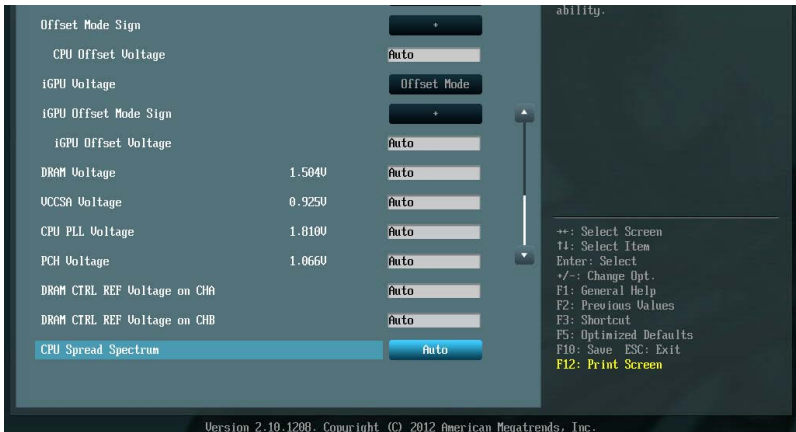 ability.
Offset Mode Sign +
CPU Offset Voltage Auto
iGPU Voltage Offset Mode
iGPU Offset Mode Sign +
iGPU Offset Voltage Auto
DRAM Voltage 1.504V Auto
VCCSA Voltage 0.925V Auto
CPU PLL Voltage 1.810V Auto
PCH Voltage 1.066V Auto
DRAM CTRL REF Voltage on CHA Auto
DRAM CTRL REF Voltage on CHB Auto
CPU Spread Spectrum Auto
→←: Select Screen
↑↓: Select Item
Enter: Select
+/-: Change Opt.
F1: General Help
F2: Previous Values
F3: Shortcut
F5: Optimized Defaults
F10: Save ESC: Exit
F12: Print Screen
Version 2.10.1208. Copyright (C) 2012 American Megatrends, Inc.